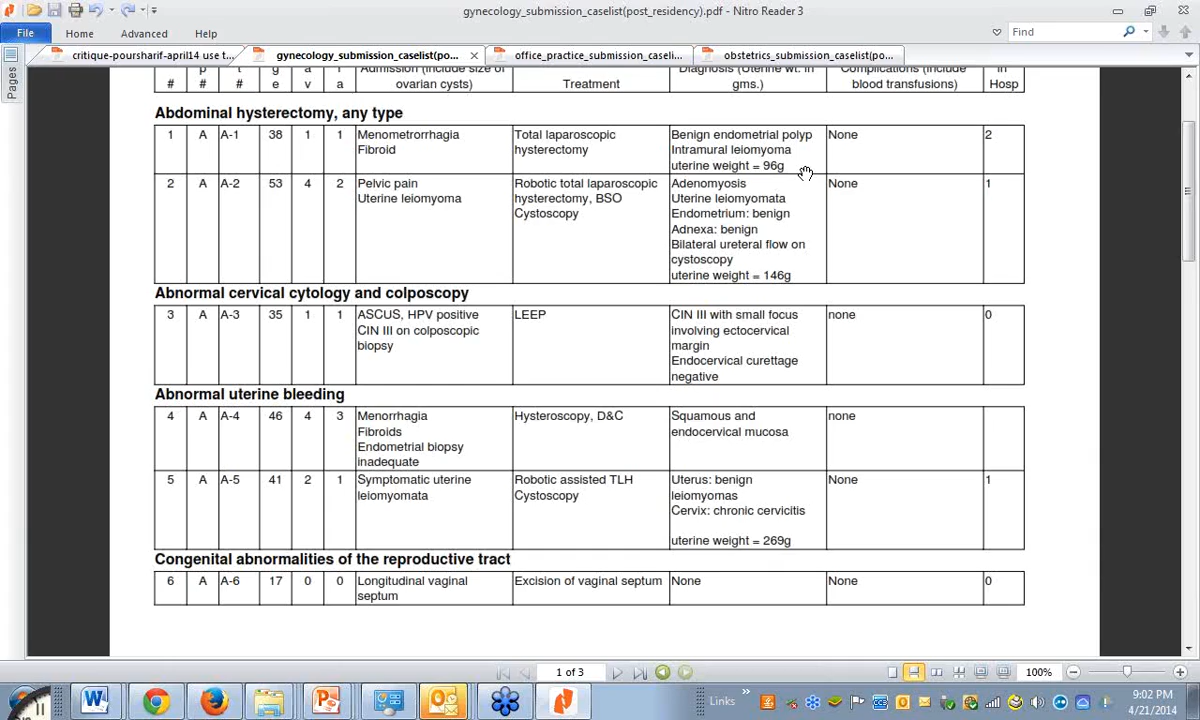 gynecology_submission_caselist(post_residency).pdf - Nitro Reader 3
File
Home
Advanced
Help
Find
critique-poursharif-april14 use t...
gynecology_submission_caselist(po...
office_practice_submission_caseli...
obstetrics_submission_caselist(po...
Pages
p t g a r Admission (include size of Diagnosis (Uterine wt. in Complications (include in
# # # e v a ovarian cysts) Treatment gms.) blood transfusions) Hosp
Abdominal hysterectomy, any type
1 A A-1 38 1 1 Menometrorrhagia Total laparoscopic Benign endometrial polyp None 2
Fibroid hysterectomy Intramural leiomyoma
uterine weight = 96g
2 A A-2 53 4 2 Pelvic pain Robotic total laparoscopic Adenomyosis None 1
Uterine leiomyoma hysterectomy, BSO Uterine leiomyomata
Cystoscopy Endometrium: benign
Adnexa: benign
Bilateral ureteral flow on
cystoscopy
uterine weight = 146g
Abnormal cervical cytology and colposcopy
3 A A-3 35 1 1 ASCUS, HPV positive LEEP CIN III with small focus none 0
CIN III on colposcopic involving ectocervical
biopsy margin
Endocervical curettage
negative
Abnormal uterine bleeding
4 A A-4 46 4 3 Menorrhagia Hysteroscopy, D&C Squamous and none
Fibroids endocervical mucosa
Endometrial biopsy
inadequate
5 A A-5 41 2 1 Symptomatic uterine Robotic assisted TLH Uterus: benign None 1
leiomyomata Cystoscopy leiomyomas
Cervix: chronic cervicitis
uterine weight = 269g
Congenital abnormalities of the reproductive tract
6 A A-6 17 0 0 Longitudinal vaginal Excision of vaginal septum None None 0
septum
1 of 3
100%
Links
9:02 PM
4/21/2014